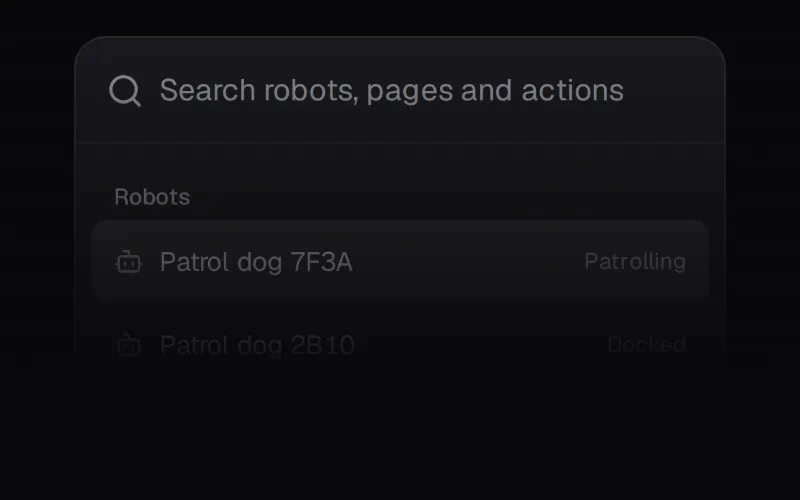 Search robots, pages and actions
Robots
Patrol dog 7F3A Patrolling
Patrol dog 2B10 Docked